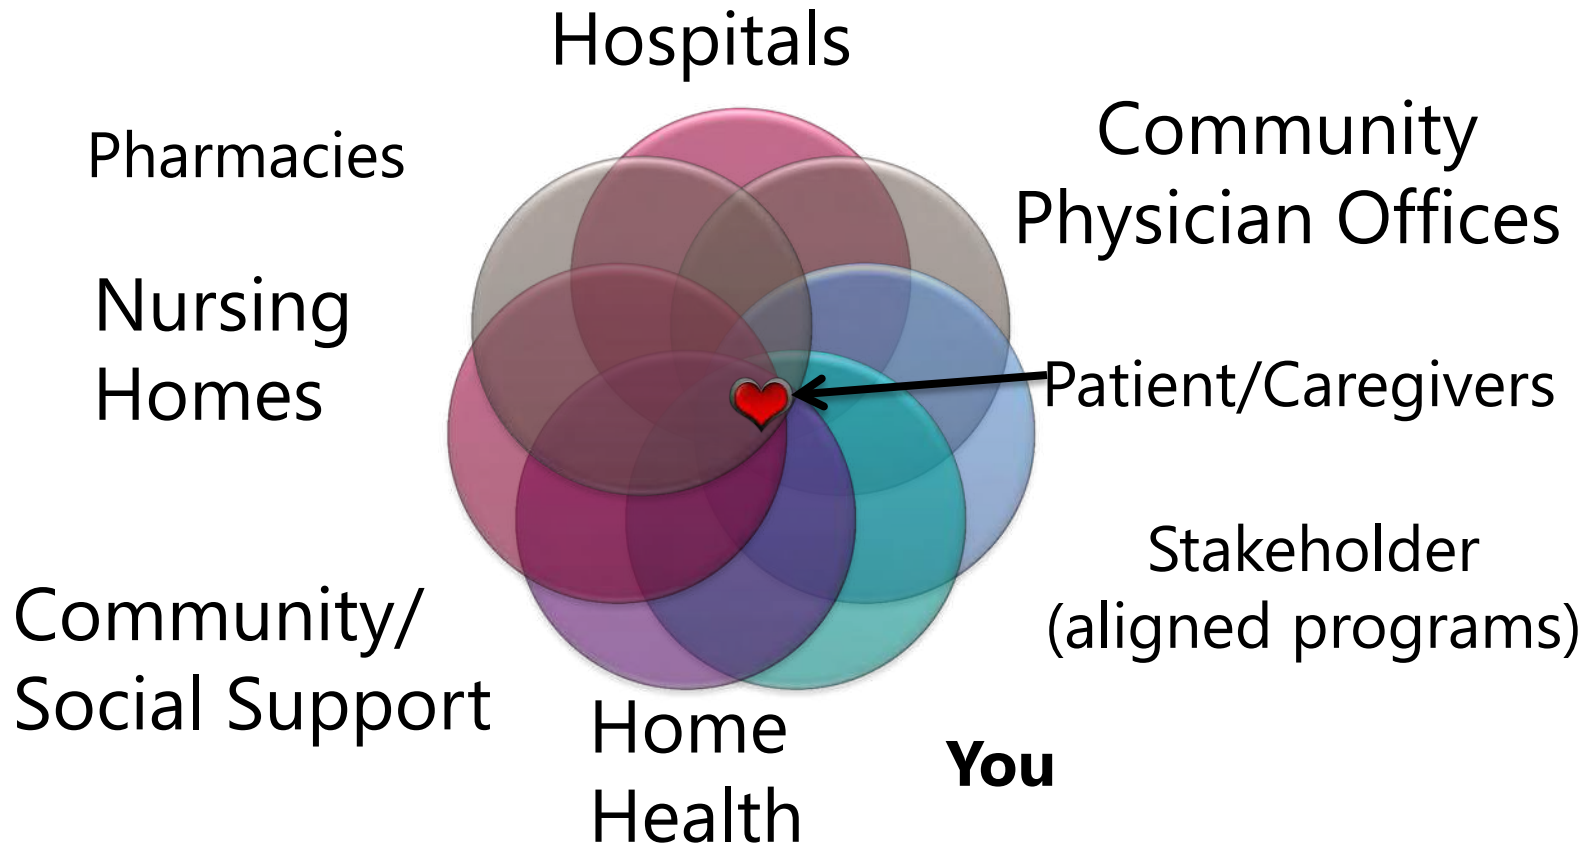 Hospitals
Pharmacies
Community
Physician Offices
Nursing
Homes
Patient/Caregivers
Stakeholder
(aligned programs)
Community/
Social Support
Home
Health
You